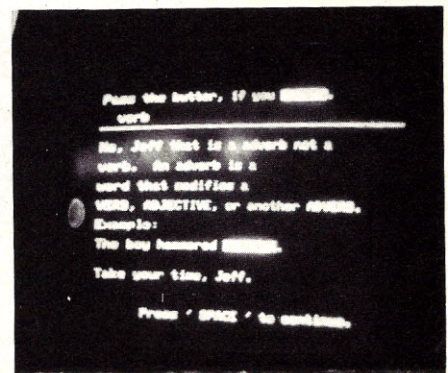 Pass the butter, if you
verb
No, Jeff that is a adverb not a
verb. An adverb is a
word that modifies a
VERB, ADJECTIVE, or another ADVERB.
Example:
The boy hammered
Take your time, Jeff.
Press ' SPACE ' to continue.